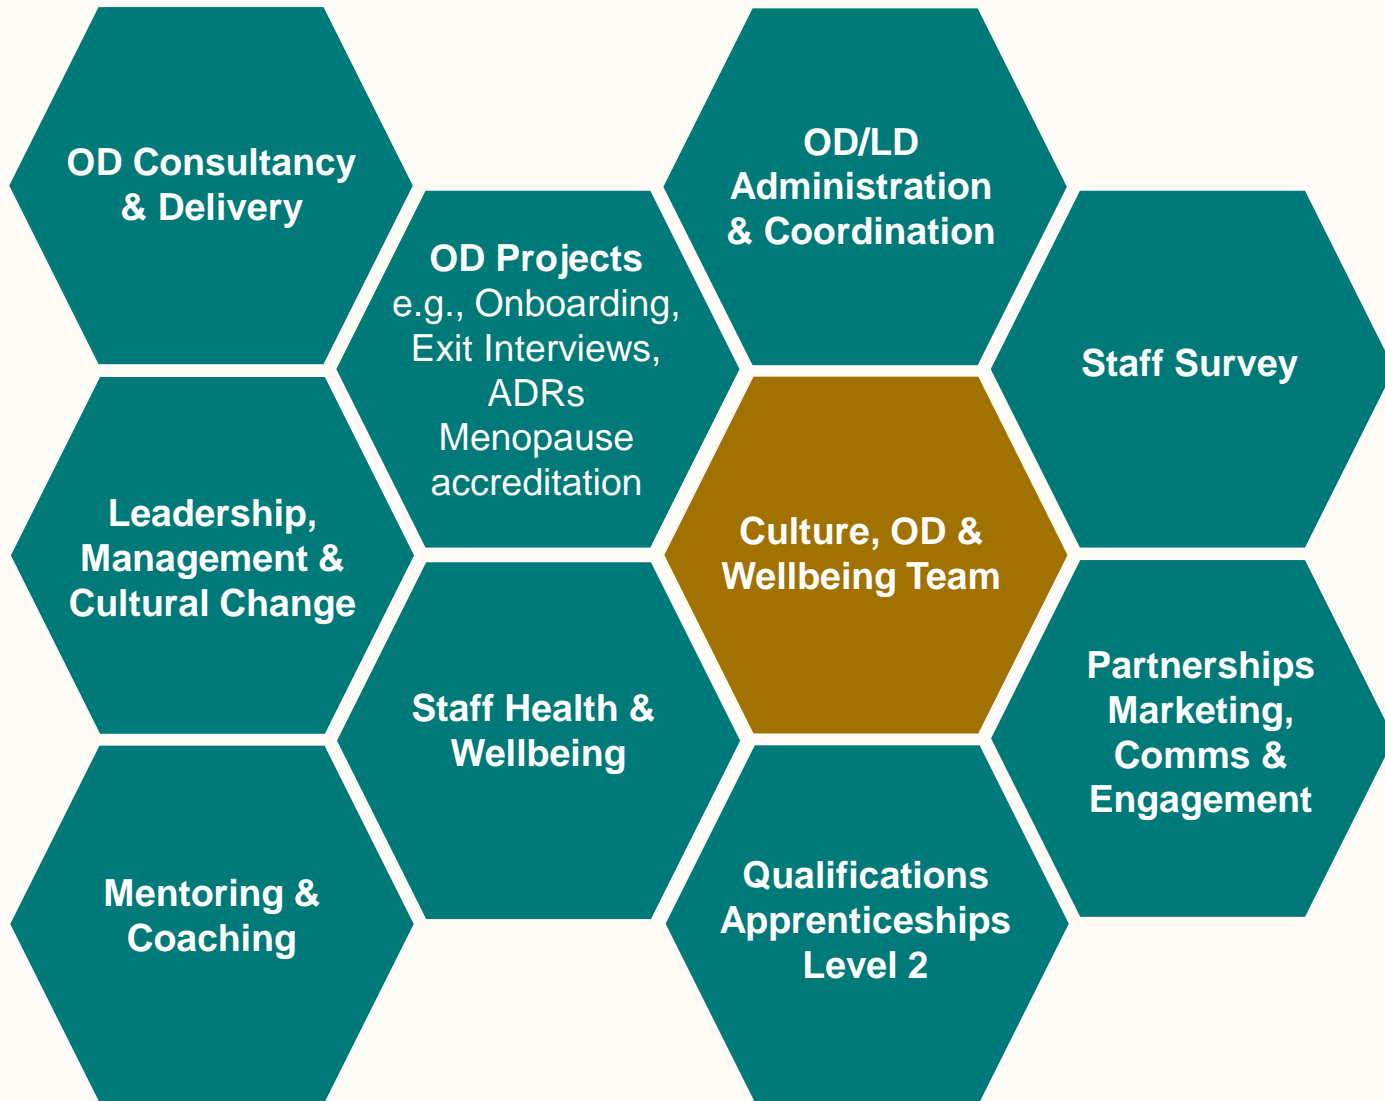 OD Consultancy
& Delivery
OD Projects
e.g., Onboarding,
Exit Interviews,
ADRs
Menopause
accreditation
OD/LD
Administration
& Coordination
Staff Survey
Leadership,
Management &
Cultural Change
Culture, OD &
Wellbeing Team
Staff Health &
Wellbeing
Partnerships
Marketing,
Comms &
Engagement
Mentoring &
Coaching
Qualifications
Apprenticeships
Level 2